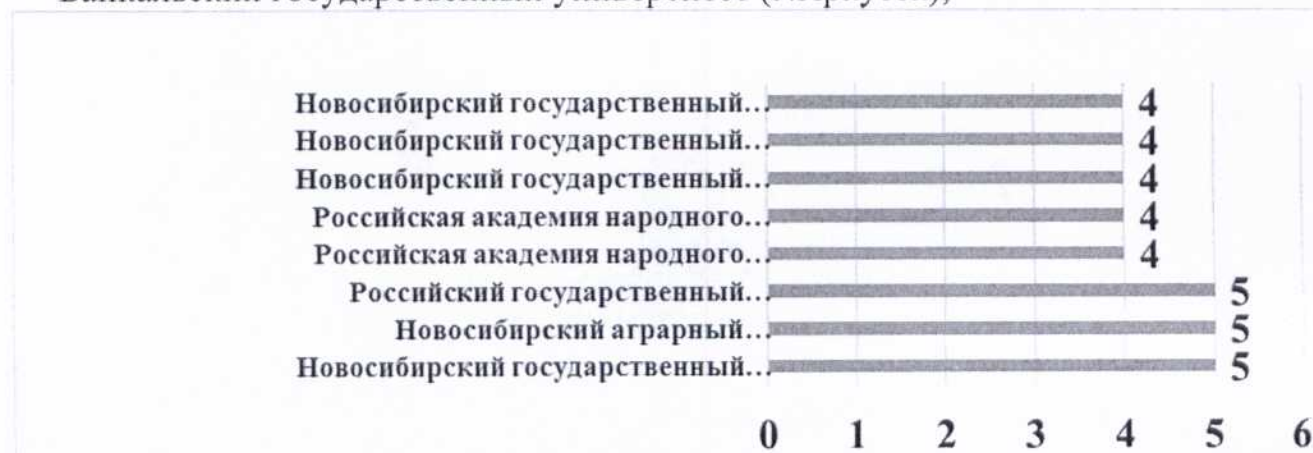 Новосибирский государственный... 4
Новосибирский государственный... 4
Новосибирский государственный... 4
Российская академия народного... 4
Российская академия народного... 4
Российский государственный... 5
Новосибирский аграрный... 5
Новосибирский государственный... 5
0 1 2 3 4 5 6